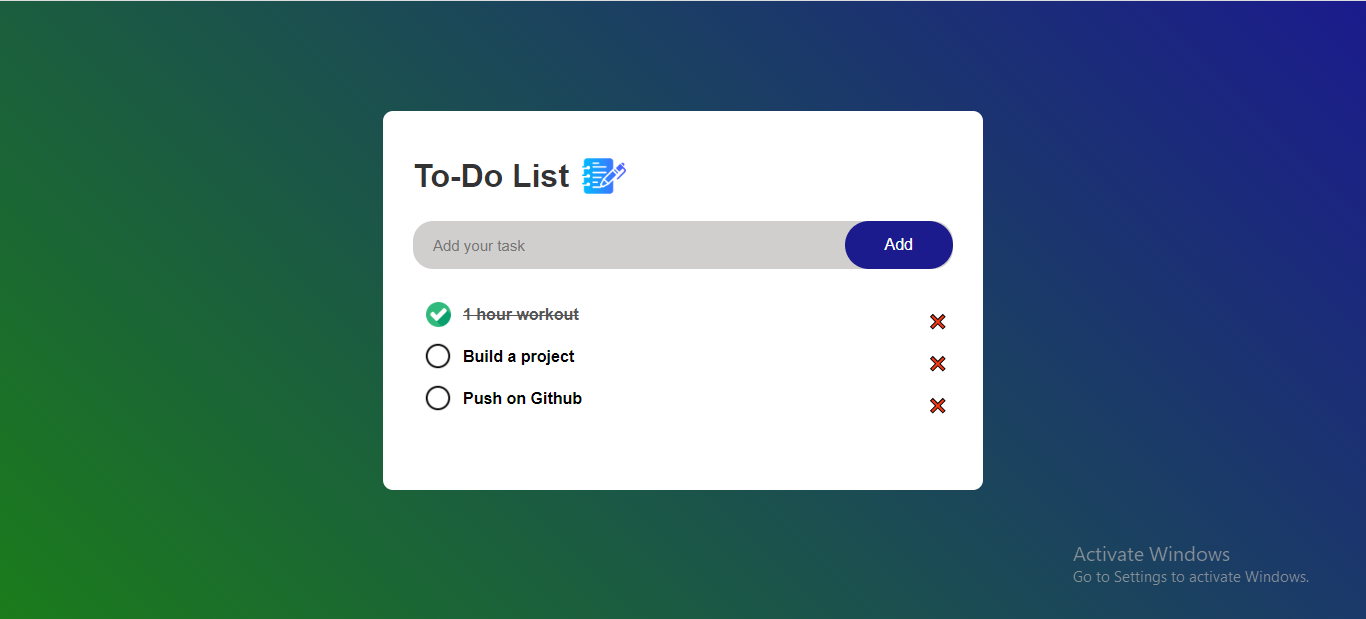 To-Do List
Add your task
Add
1 hour workout
Build a project
Push on Github
Activate Windows
Go to Settings to activate Windows.